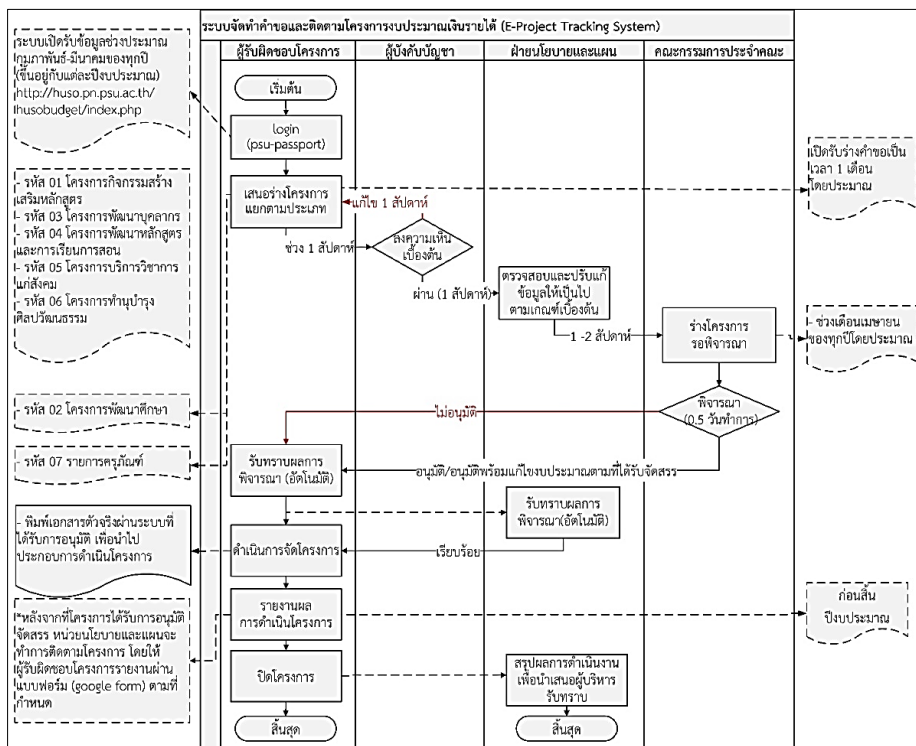 ระบบจัดทำคำขอและติดตามโครงการงบประมาณเงินรายได้ (E-Project Tracking System)
ผู้รับผิดชอบโครงการ
ผู้บังคับบัญชา
ฝ่ายนโยบายและแผน
คณะกรรมการประจำคณะ
ระบบเปิดรับข้อมูลช่วงประมาณ
กุมภาพันธ์-มีนาคมของทุกปี
(ขึ้นอยู่กับแต่ละปีงบประมาณ)
http://huso.pn.psu.ac.th/
husobudget/index.php
เริ่มต้น
login
(psu-passport)
เปิดรับร่างคำขอเป็น
เวลา 1 เดือน
โดยประมาณ
- รหัส 01 โครงการกิจกรรมสร้าง
เสริมหลักสูตร
- รหัส 03 โครงการพัฒนาบุคลากร
- รหัส 04 โครงการพัฒนาหลักสูตร
และการเรียนการสอน
- รหัส 05 โครงการบริการวิชาการ
แก่สังคม
- รหัส 06 โครงการทำนุบำรุง
ศิลปวัฒนธรรม
เสนอร่างโครงการ
แยกตามประเภท
แก้ไข 1 สัปดาห์
ช่วง 1 สัปดาห์
ลงความเห็น
เบื้องต้น
ผ่าน (1 สัปดาห์)
ตรวจสอบและปรับแก้
ข้อมูลให้เป็นไป
ตามเกณฑ์เบื้องต้น
1 -2 สัปดาห์
ร่างโครงการ
รอพิจารณา
- ช่วงเดือนเมษายน
ของทุกปีโดยประมาณ
- รหัส 02 โครงการพัฒนาศึกษา
ไม่อนุมัติ
พิจารณา
(0.5 วันทำการ)
- รหัส 07 รายการครุภัณฑ์
รับทราบผลการ
พิจารณา (อัตโนมัติ)
อนุมัติ/อนุมัติพร้อมแก้ไขงบประมาณตามที่ได้รับจัดสรร
รับทราบผลการ
พิจารณา(อัตโนมัติ)
- พิมพ์เอกสารตัวจริงผ่านระบบที่
ได้รับการอนุมัติ เพื่อนำไป
ประกอบการดำเนินโครงการ
ดำเนินการจัดโครงการ
เรียบร้อย
รายงานผล
การดำเนินโครงการ
ก่อนสิ้น
ปีงบประมาณ
*หลังจากที่โครงการได้รับการอนุมัติ
จัดสรร หน่วยนโยบายและแผนจะ
ทำการติดตามโครงการ โดยให้
ผู้รับผิดชอบโครงการรายงานผ่าน
แบบฟอร์ม (google form) ตามที่
กำหนด
ปิดโครงการ
สรุปผลการดำเนินงาน
เพื่อนำเสนอผู้บริหาร
รับทราบ
สิ้นสุด
สิ้นสุด